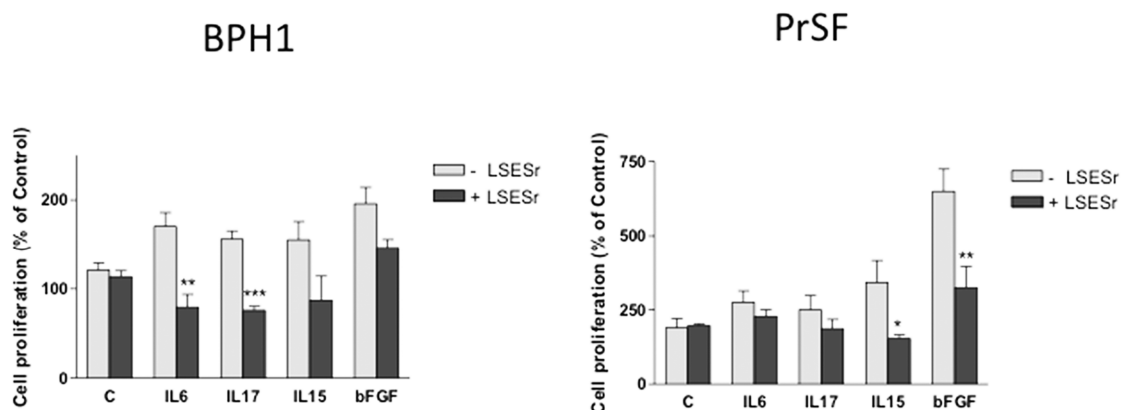 BPH1
PrSF
Cell proliferation (% of Control)
200
100
0
**
***
C IL6 IL17 IL15 bFGF
- LSESr
+ LSESr
Cell proliferation (% of Control)
750
500
250
0
*
**
C IL6 IL17 IL15 bFGF
- LSESr
+ LSESr